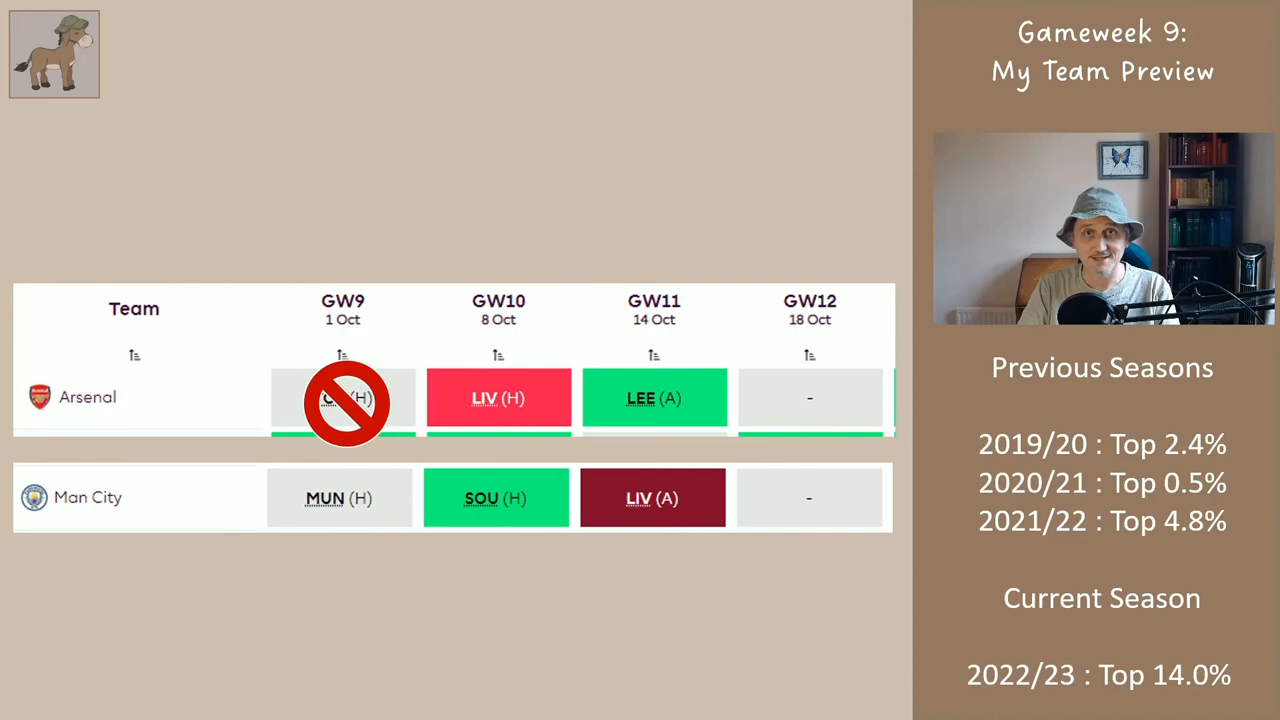 Gameweek 9:
My Team Preview
Team
GW9
1 Oct
GW10
8 Oct
GW11
14 Oct
GW12
18 Oct
Arsenal
(H)
LIV (H)
LEE (A)
-
Man City
MUN (H)
SOU (H)
LIV (A)
-
Previous Seasons
2019/20 : Top 2.4%
2020/21 : Top 0.5%
2021/22 : Top 4.8%
Current Season
2022/23 : Top 14.0%